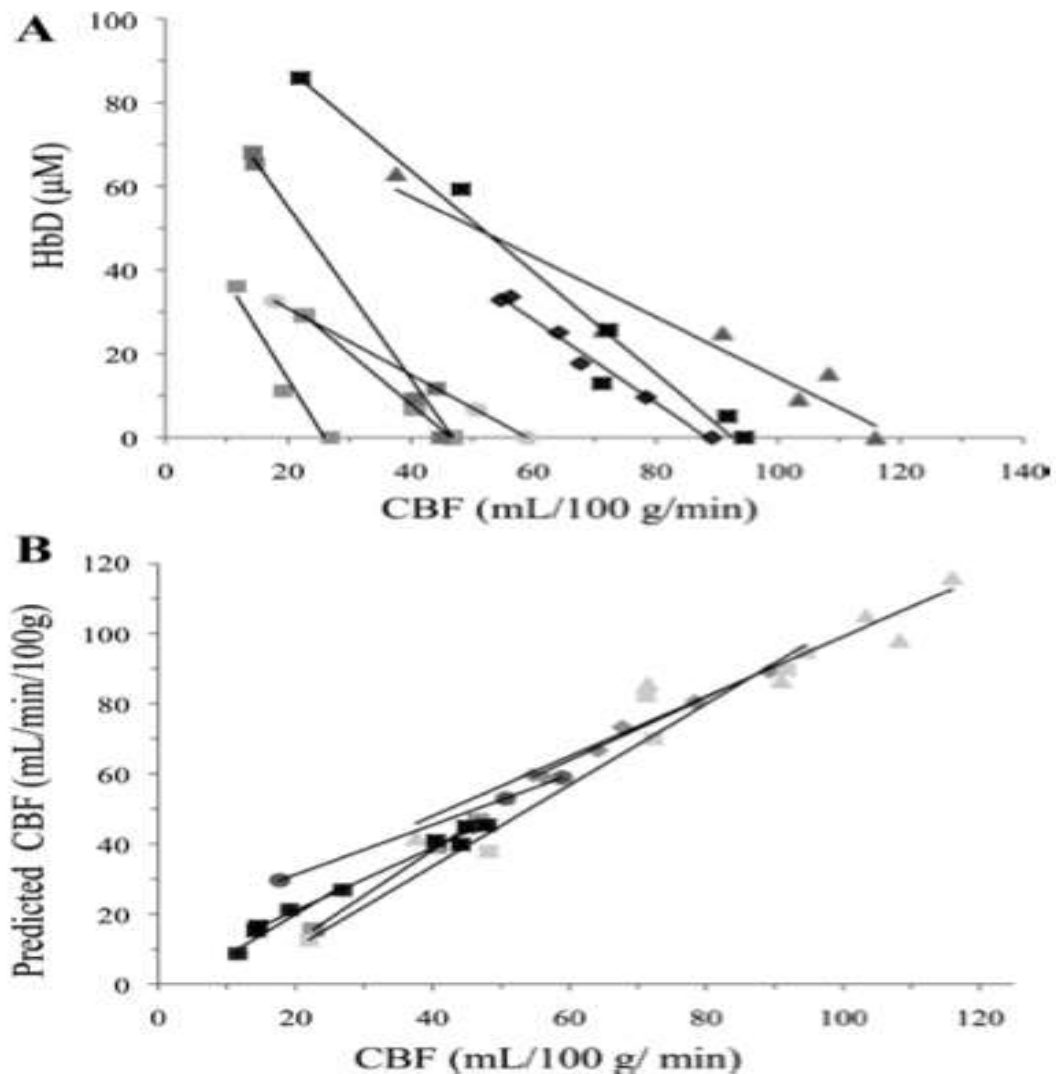 A
100
80
60
40
20
0
HbD (μM)
0 20 40 60 80 100 120 140
CBF (mL/100 g/min)
B
120
100
80
60
40
20
0
Predicted CBF (mL/min/100g)
0 20 40 60 80 100 120
CBF (mL/100 g/ min)